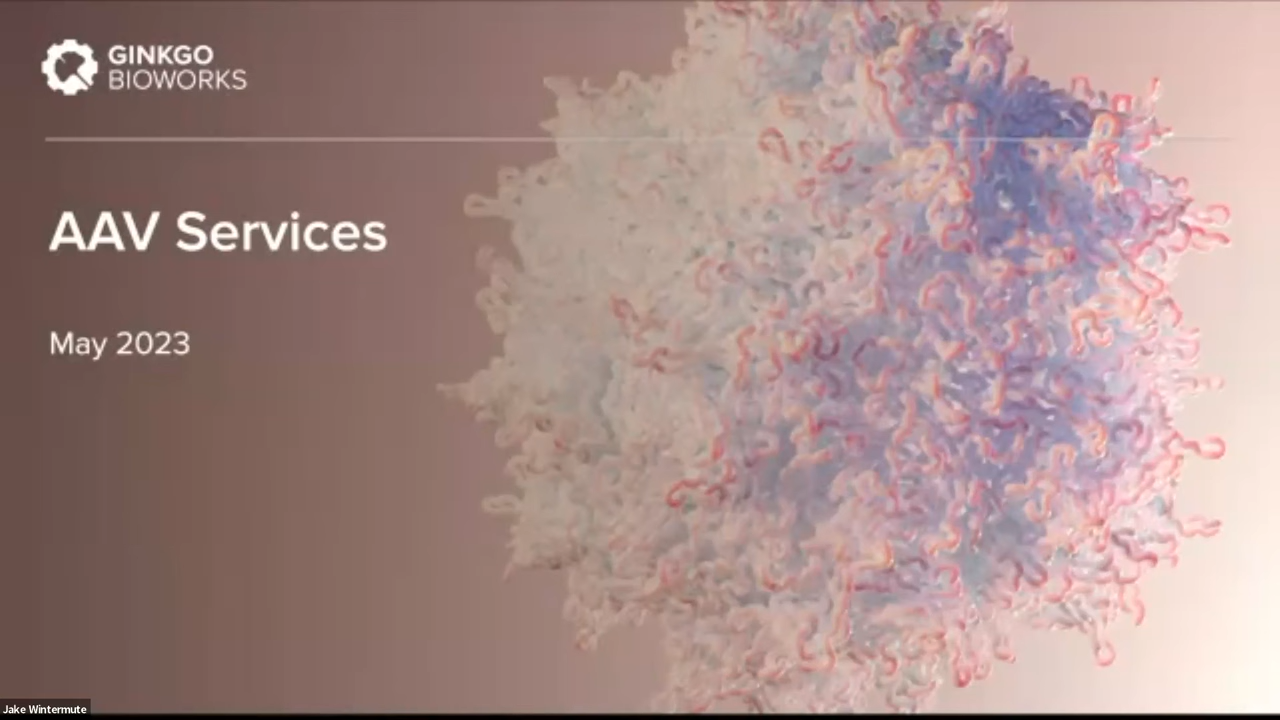 GINKGO
BIOWORKS
AAV Services
May 2023
Jake Wintermute